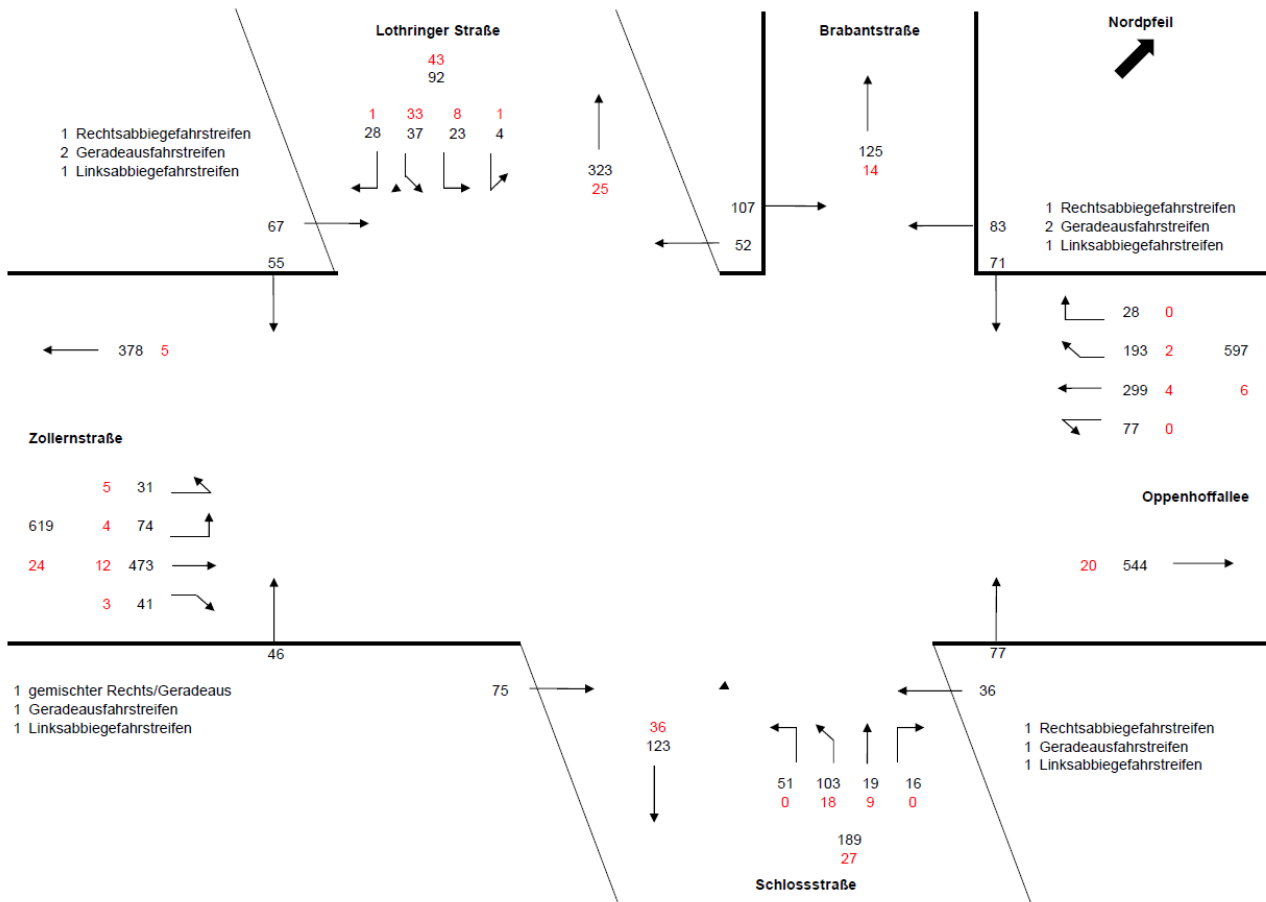 Lothringer Straße
Brabantstraße
Nordpfeil
43
92
1 33 8 1
28 37 23 4
1 Rechtsabbiegefahrstreifen
2 Geradeausfahrstreifen
1 Linksabbiegefahrstreifen
323
25
125
14
67
55
107
52
83
71
1 Rechtsabbiegefahrstreifen
2 Geradeausfahrstreifen
1 Linksabbiegefahrstreifen
378 5
28 0
193 2 597
299 4 6
77 0
Zollernstraße
5 31
619 4 74
24 12 473
3 41
Oppenhoffallee
20 544
46
77
1 gemischter Rechts/Geradeaus
1 Geradeausfahrstreifen
1 Linksabbiegefahrstreifen
75
36
36
123
1 Rechtsabbiegefahrstreifen
1 Geradeausfahrstreifen
1 Linksabbiegefahrstreifen
51 103 19 16
0 18 9 0
189
27
Schlossstraße